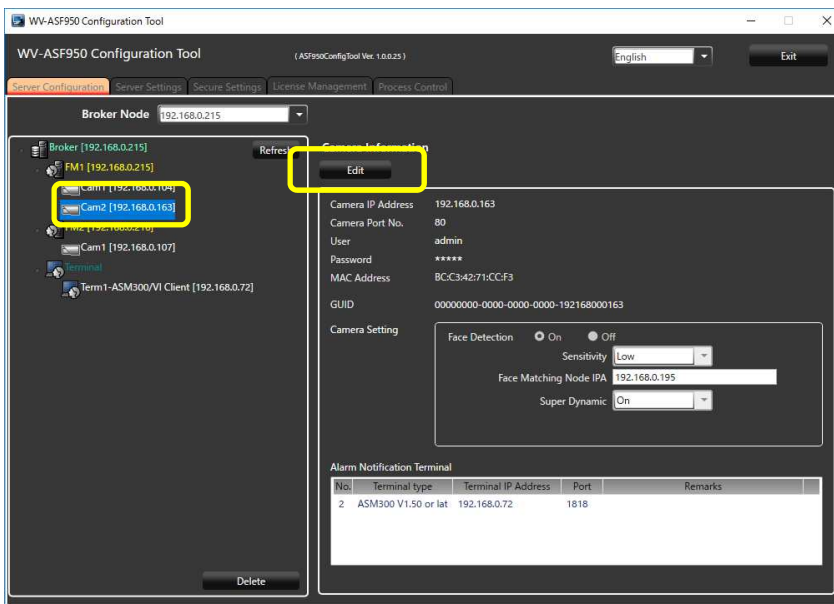 WV-ASF950 Configuration Tool
WV-ASF950 Configuration Tool ( ASF950ConfigTool Ver. 1.0.0.25 ) English Exit
Server Configuration Server Settings Secure Settings License Management Process Control
Broker Node 192.168.0.215
Broker [192.168.0.215] Refresh
FM1 [192.168.0.215]
Cam1 [192.168.0.104]
Cam2 [192.168.0.163]
FM2 [192.168.0.216]
Cam1 [192.168.0.107]
Terminal
Term1-ASM300/VI Client [192.168.0.72]
Delete
Camera Information
Edit
Camera IP Address 192.168.0.163
Camera Port No. 80
User admin
Password *****
MAC Address BC:C3:42:71:CC:F3
GUID 00000000-0000-0000-0000-192168000163
Camera Setting
Face Detection On Off
Sensitivity Low
Face Matching Node IPA 192.168.0.195
Super Dynamic On
Alarm Notification Terminal
No. Terminal type Terminal IP Address Port Remarks
2 ASM300 V1.50 or lat 192.168.0.72 1818